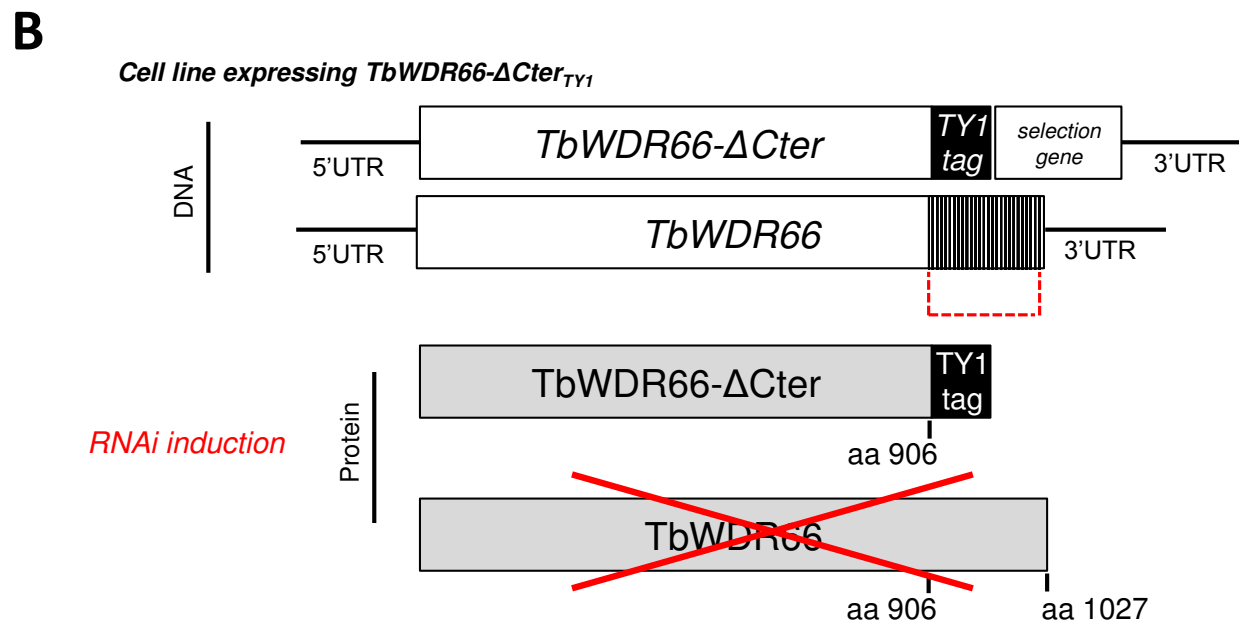 B
Cell line expressing TbWDR66-ΔCterTY1
DNA
5’UTR
TbWDR66-ΔCter
TY1
tag
selection
gene
3’UTR
5’UTR
TbWDR66
3’UTR
RNAi induction
Protein
TbWDR66-ΔCter
TY1
tag
aa 906
TbWDR66
aa 906
aa 1027